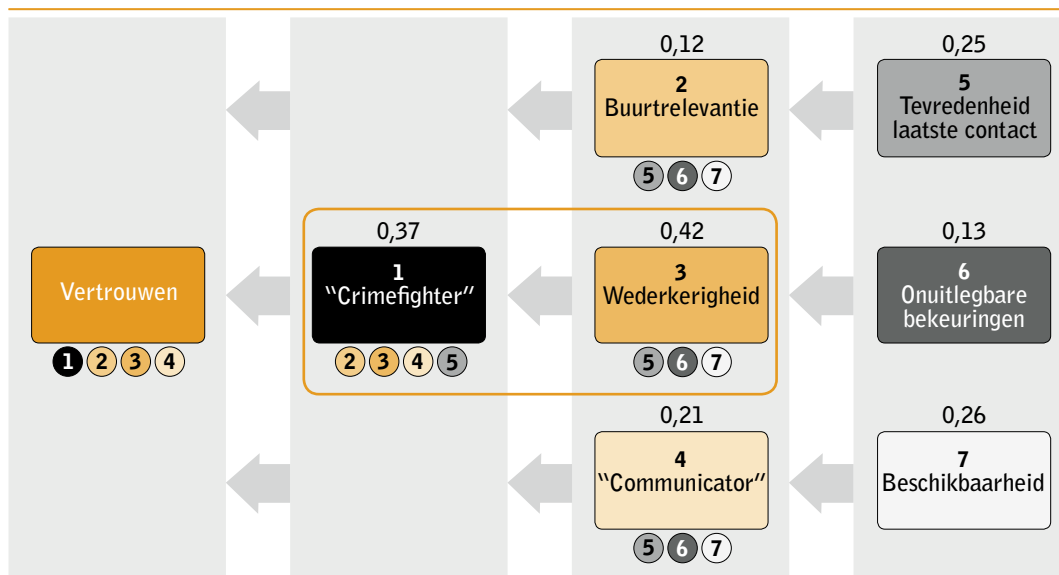 0,12
2
Buurtrelevantie
5 6 7
0,25
5
Tevredenheid
laatste contact
Vertrouwen
1 2 3 4
0,37
1
"Crimefighter"
2 3 4 5
0,42
3
Wederkerigheid
5 6 7
0,13
6
Onuitlegbare
bekeuringen
0,21
4
"Communicator"
5 6 7
0,26
7
Beschikbaarheid